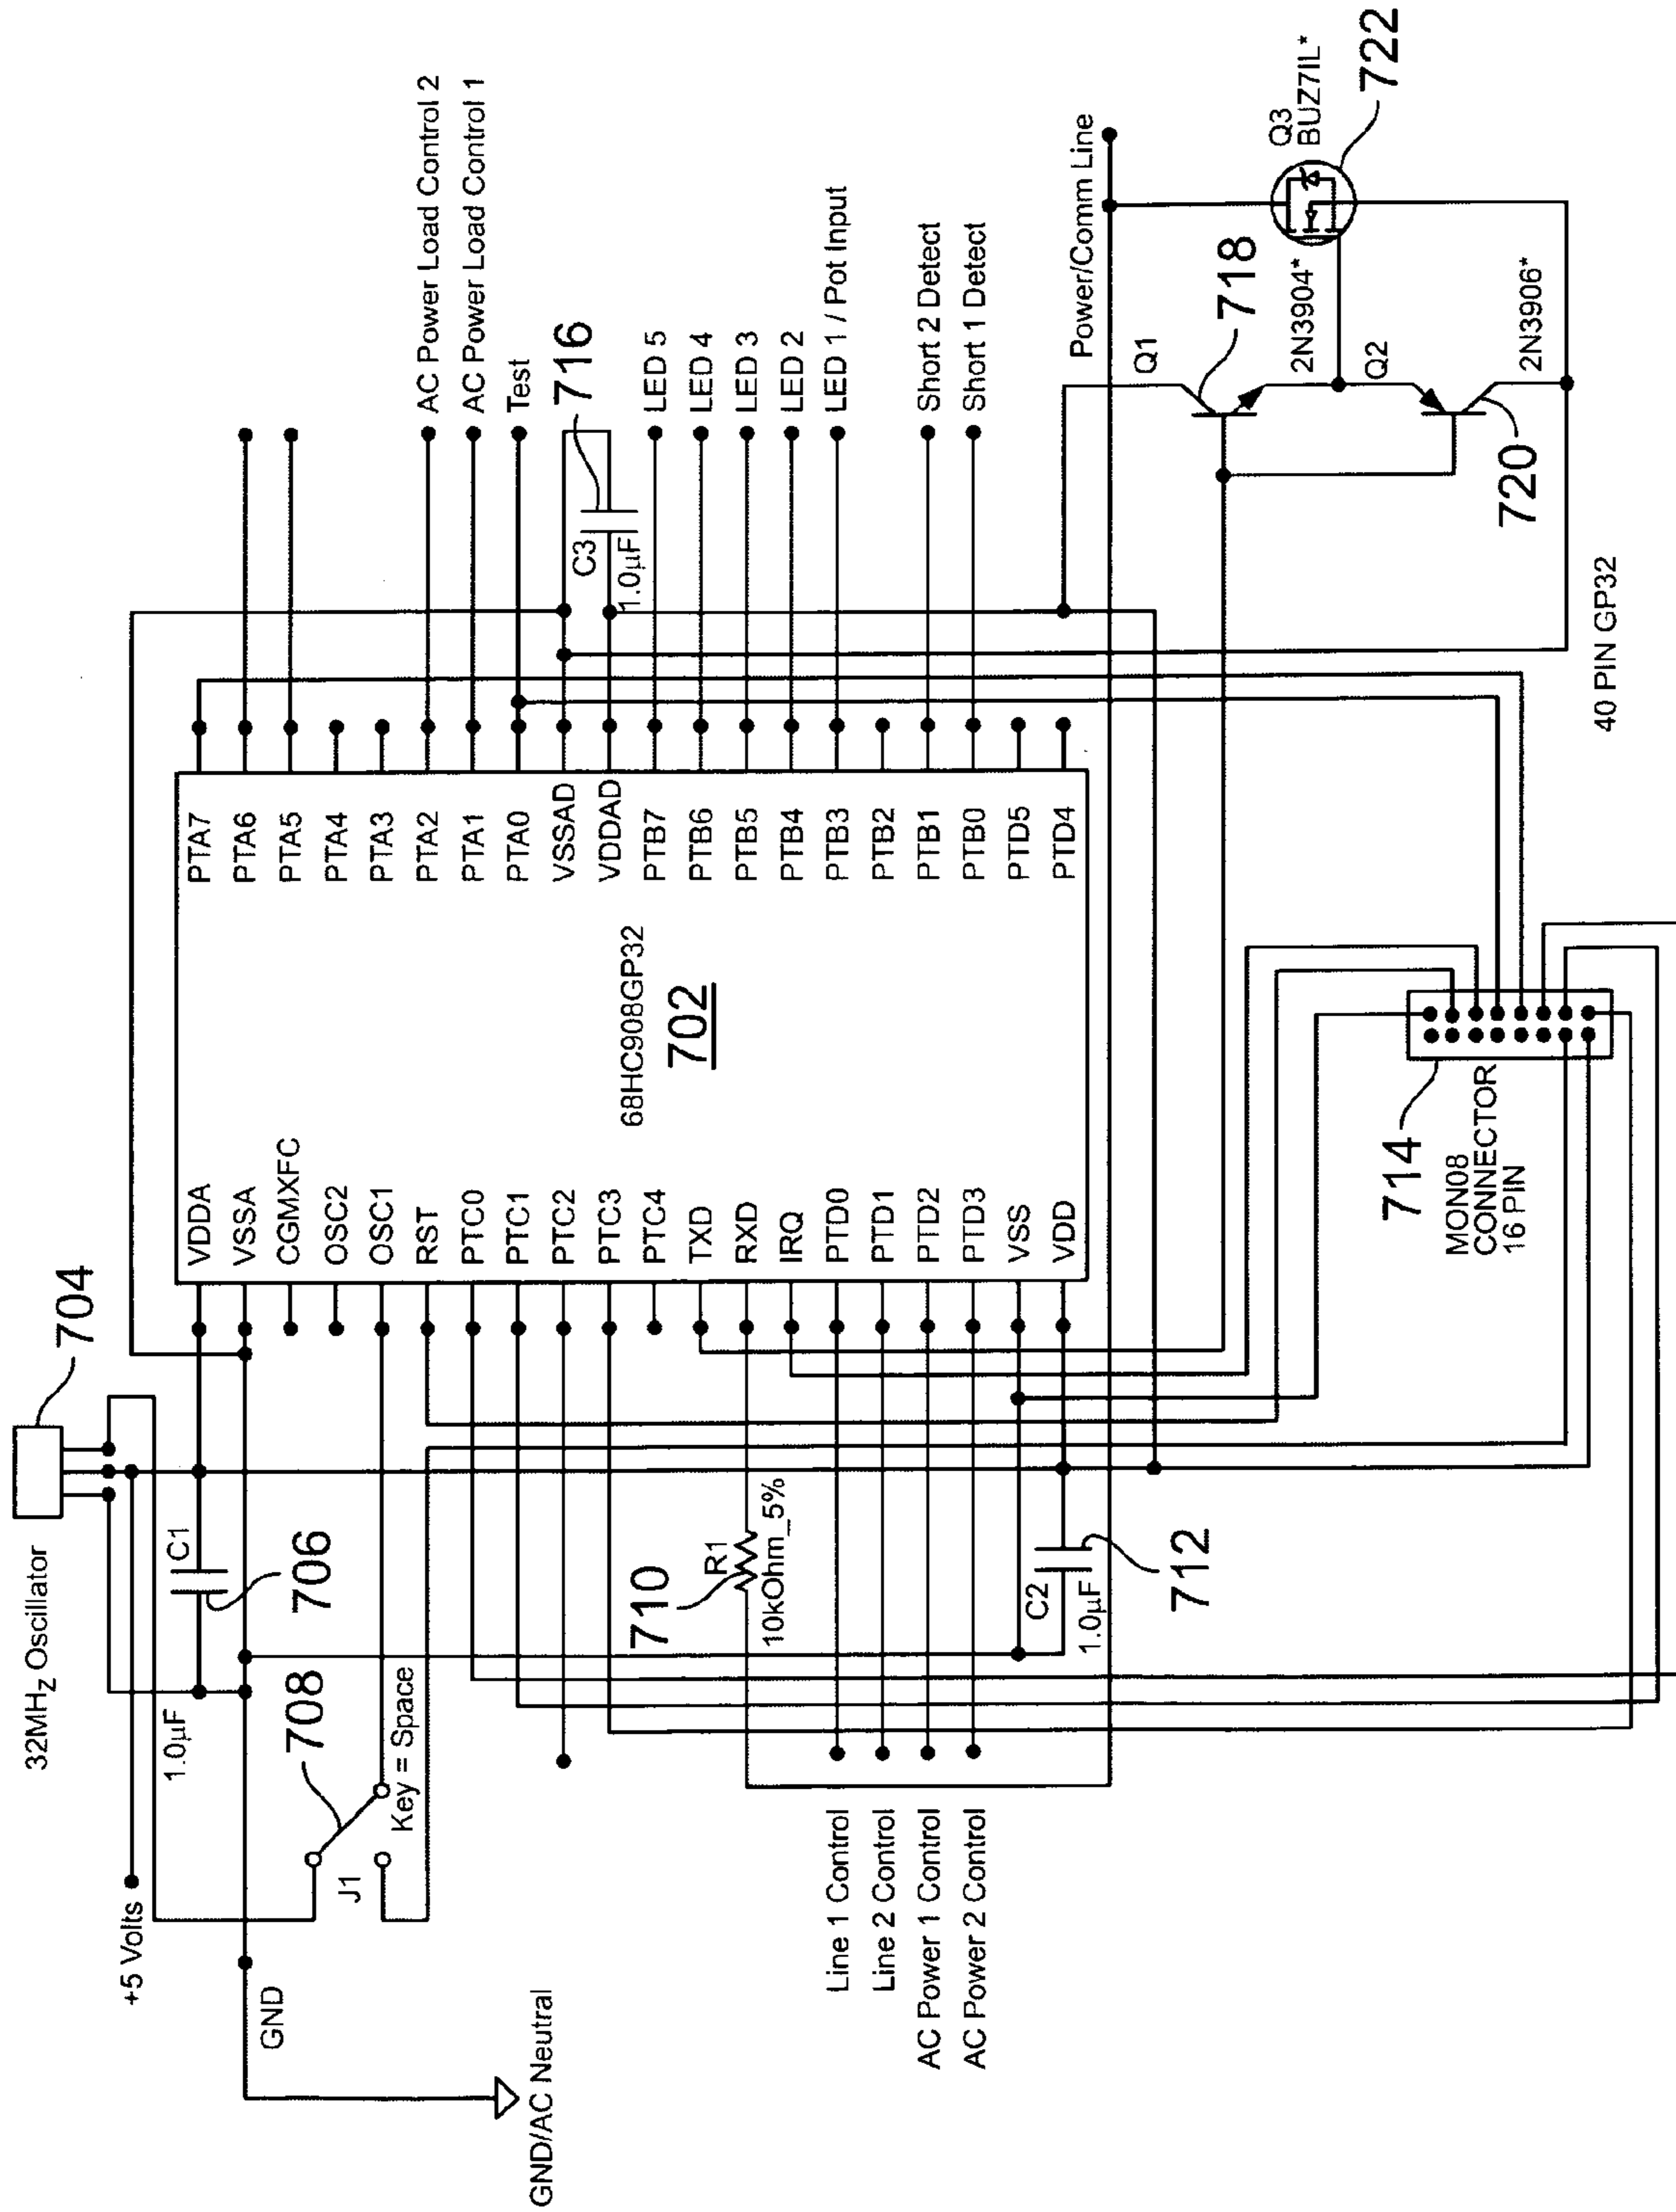 32MHz Oscillator
704
+5 Volts
GND
GND/AC Neutral
1.0µF
C1
706
708
J1
Key = Space
Line 1 Control
Line 2 Control
AC Power 1 Control
AC Power 2 Control
710
R1
10kOhm_5%
C2
1.0µF
712
VDDA
VSSA
CGMXFC
OSC2
OSC1
RST
PTC0
PTC1
PTC2
PTC3
PTC4
TXD
RXD
IRQ
PTD0
PTD1
PTD2
PTD3
VSS
VDD
68HC908GP32
702
PTA7
PTA6
PTA5
PTA4
PTA3
PTA2
PTA1
PTA0
VSSAD
VDDAD
PTB7
PTB6
PTB5
PTB4
PTB3
PTB2
PTB1
PTB0
PTD5
PTD4
AC Power Load Control 2
AC Power Load Control 1
Test
716
C3
1.0µF
LED 5
LED 4
LED 3
LED 2
LED 1 / Pot Input
Short 2 Detect
Short 1 Detect
Power/Comm Line
Q1
718
2N3904*
Q2
720
2N3906*
Q3
BUZ7IL*
722
714
MON08
CONNECTOR
16 PIN
40 PIN GP32